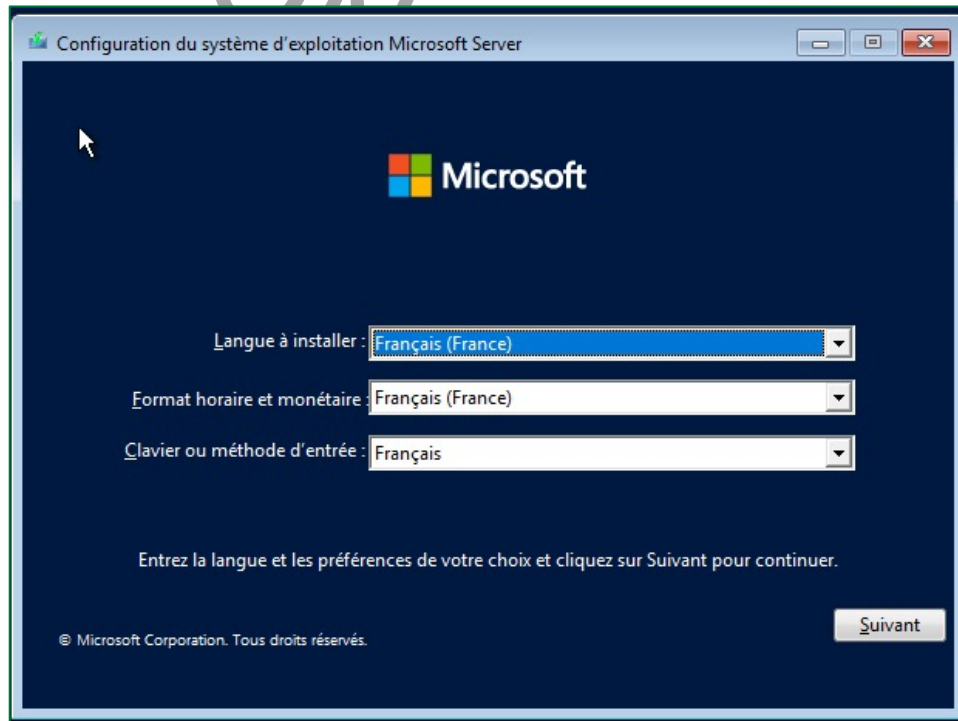 Configuration du système d'exploitation Microsoft Server
Microsoft
Langue à installer : Français (France)
Format horaire et monétaire : Français (France)
Clavier ou méthode d'entrée : Français
Entrez la langue et les préférences de votre choix et cliquez sur Suivant pour continuer.
Suivant
© Microsoft Corporation. Tous droits réservés.